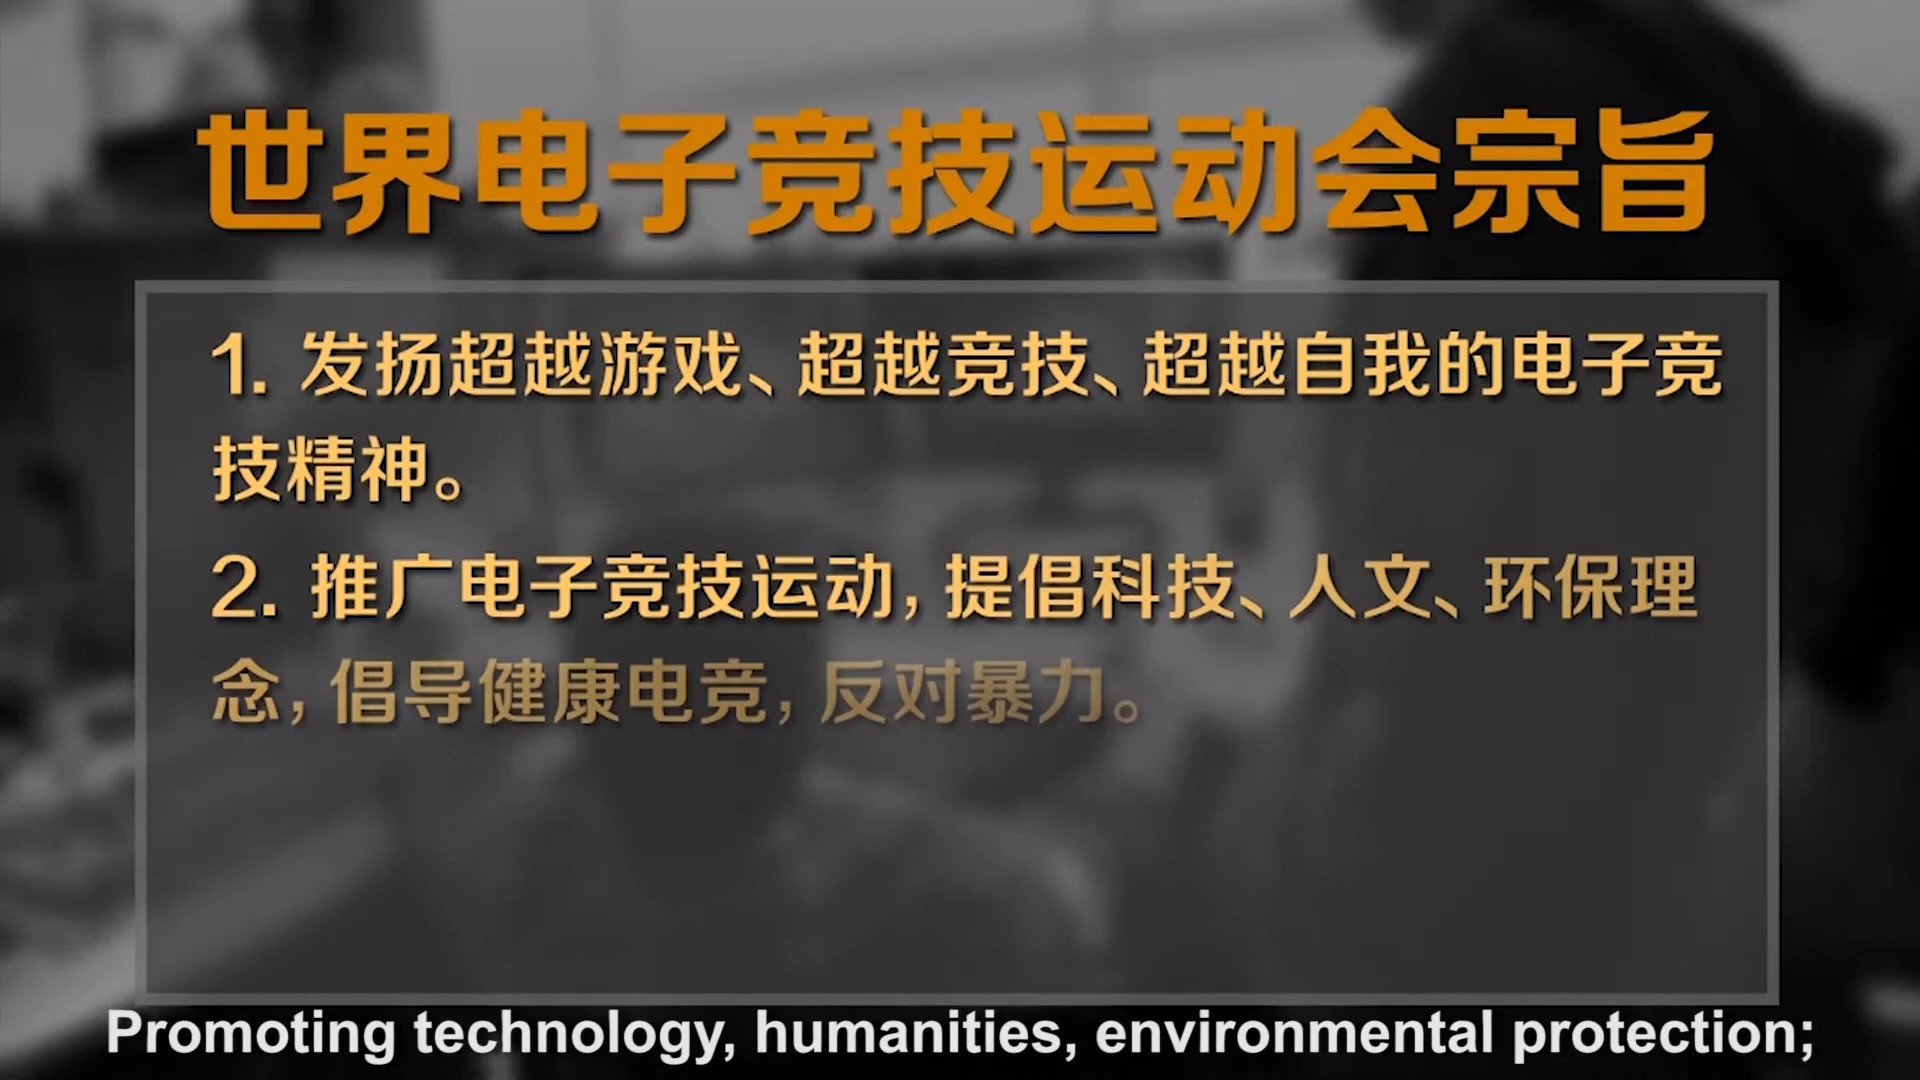 世界电子竞技运动会宗旨
1. 发扬超越游戏、超越竞技、超越自我的电子竞
技精神。
2. 推广电子竞技运动,提倡科技、人文、环保理
念,倡导健康电竞,反对暴力。
Promoting technology, humanities, environmental protection;